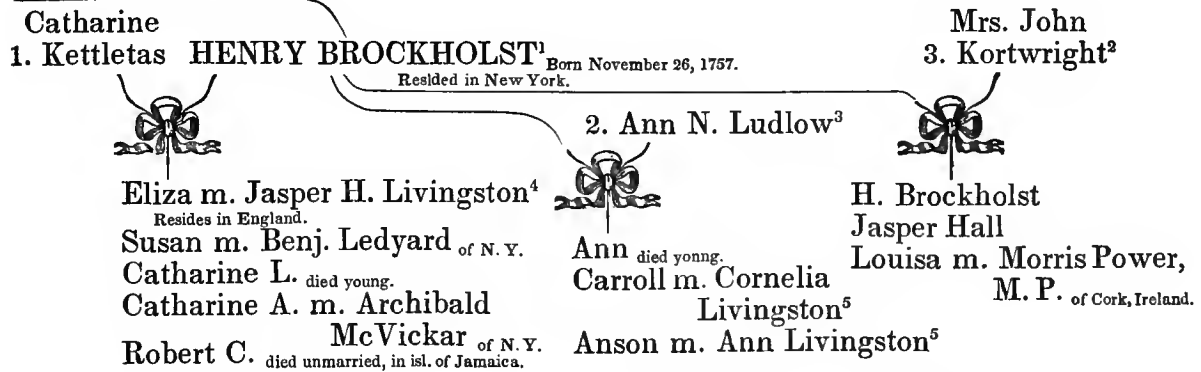 Catharine
1. Kettletas HENRY BROCKHOLST¹ Born November 26, 1757.
Resided in New York.
Mrs. John
3. Kortwright²
2. Ann N. Ludlow³
Eliza m. Jasper H. Livingston⁴
Resides in England.
Susan m. Benj. Ledyard of N. Y.
Catharine L. died young.
Catharine A. m. Archibald
McVickar of N. Y.
Robert C. died unmarried, in isl. of Jamaica.
Ann died yonng.
Carroll m. Cornelia
Livingston⁵
Anson m. Ann Livingston⁵
H. Brockholst
Jasper Hall
Louisa m. Morris Power,
M. P. of Cork, Ireland.